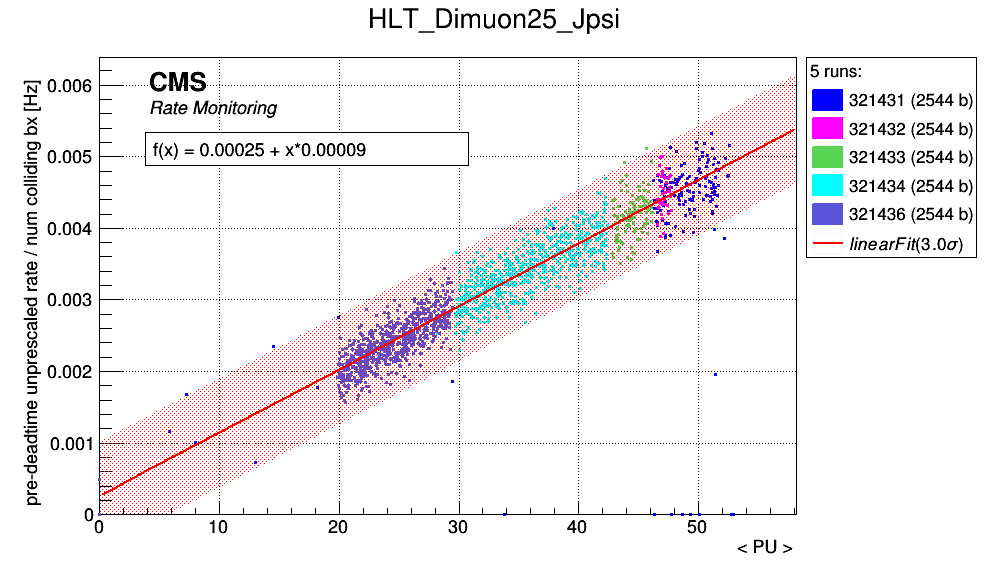 HLT_Dimuon25_Jpsi
CMS
Rate Monitoring
f(x) = 0.00025 + x*0.00009
pre-deadtime unprescaled rate / num colliding bx [Hz]
0.006
0.005
0.004
0.003
0.002
0.001
0
0 10 20 30 40 50
< PU >
5 runs:
321431 (2544 b)
321432 (2544 b)
321433 (2544 b)
321434 (2544 b)
321436 (2544 b)
linearFit(3.0σ)